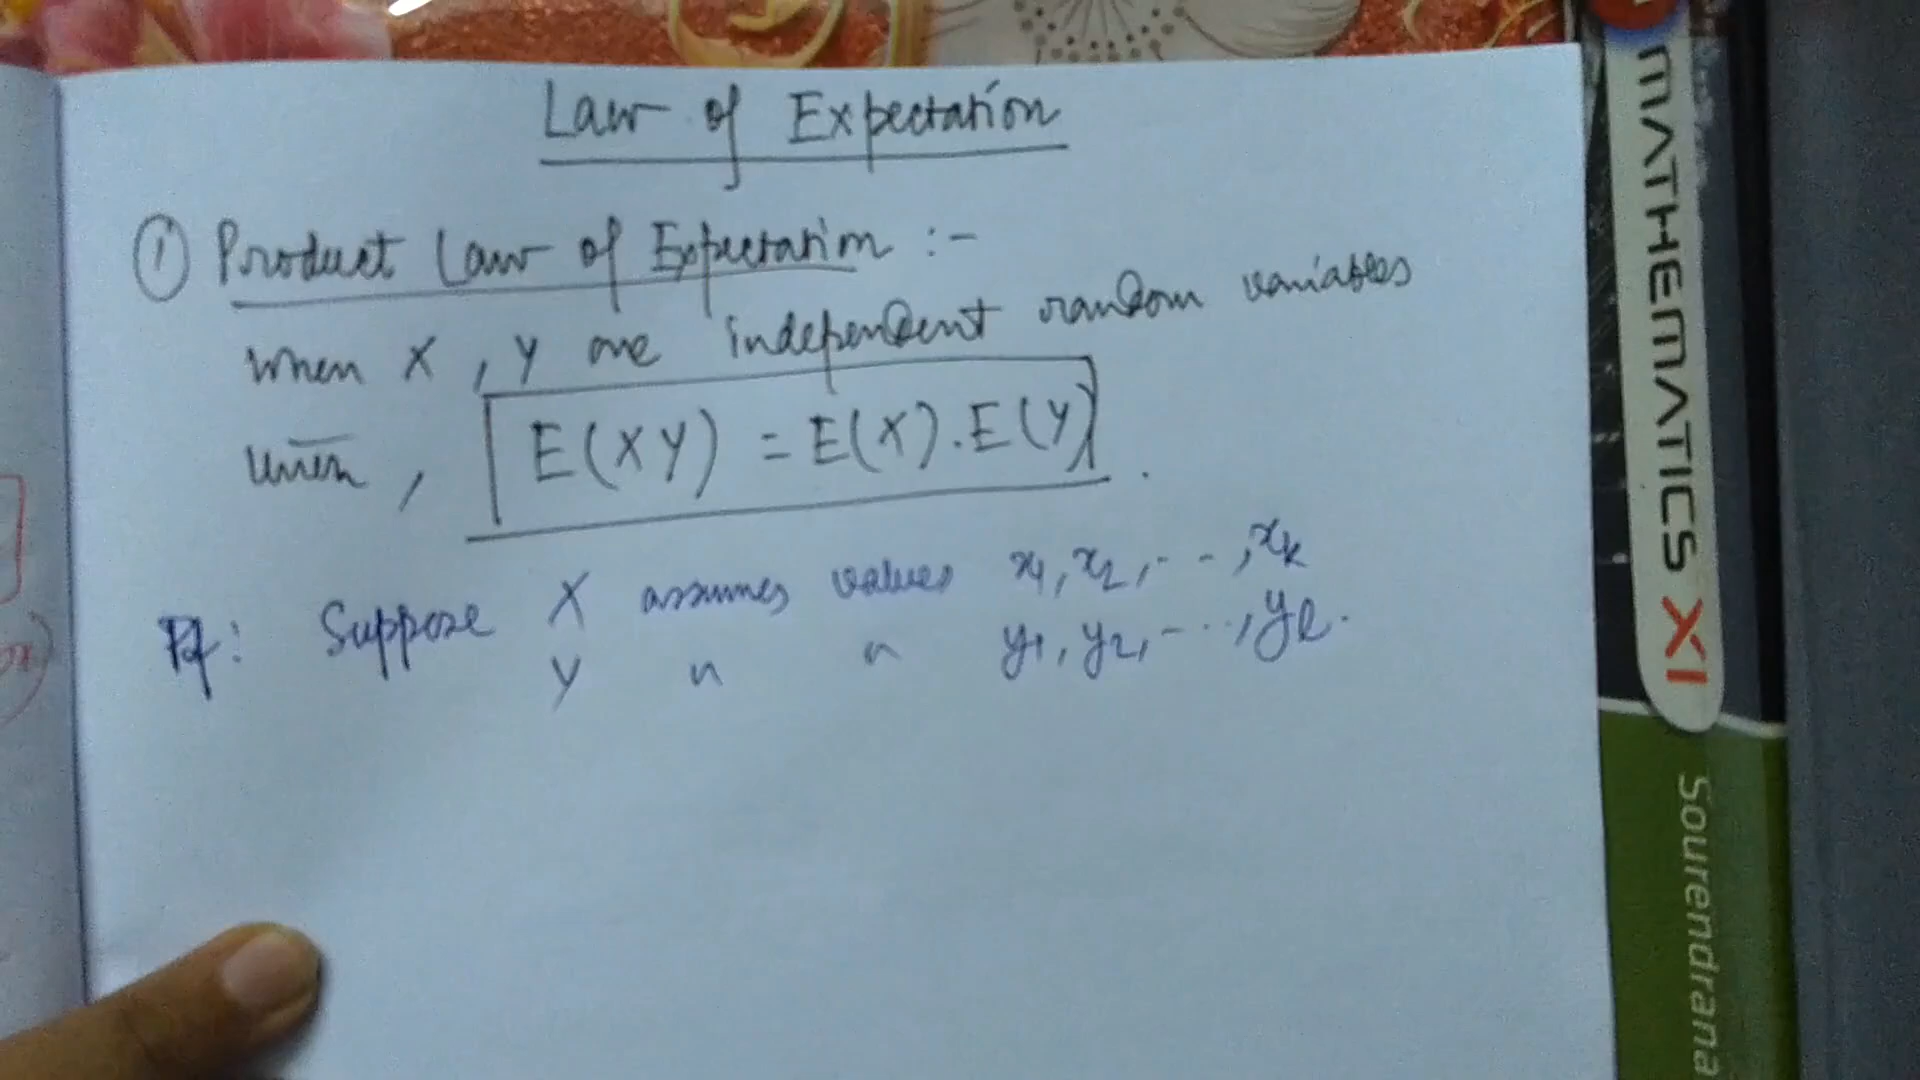 Law of Expectation
① Product Law of Expectation :-
when X , Y are independent random variables
then , E(XY) = E(X).E(Y) .
Pf: Suppose X assumes values x1, x2, - - -, xk
Y " " y1, y2, - - -, yl.
MATHEMATICS XI
Sourendrana